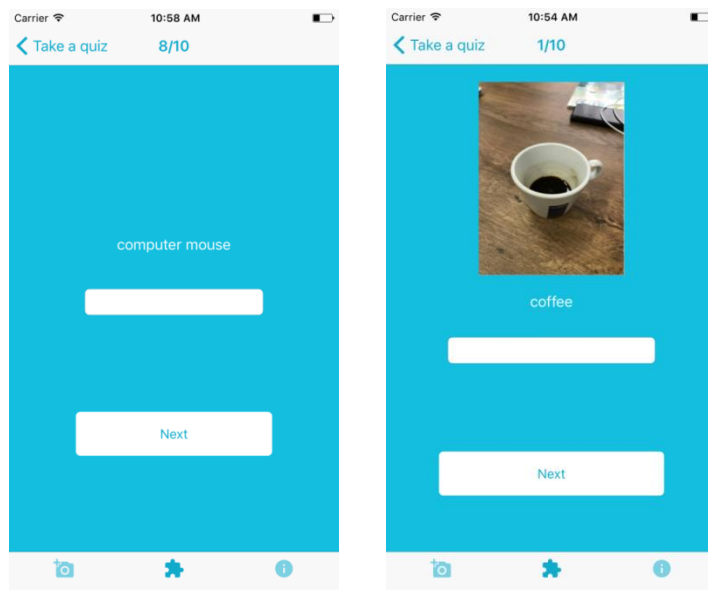 Carrier 10:58 AM
Take a quiz 8/10
computer mouse
Next
Carrier 10:54 AM
Take a quiz 1/10
coffee
Next